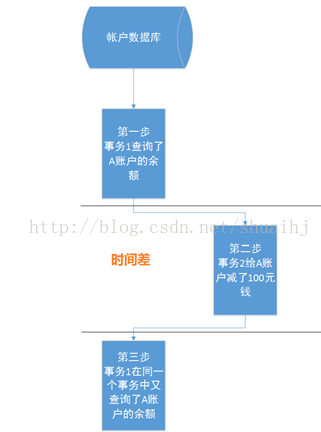 帐户数据库
第一步
事务1查询了
A账户的余
额
http://blog.csdn.net/shuaihj
第二步
事务2给A账
户减了100元
钱
时间差
第三步
事务1在同一
个事务中又
查询了A账
户的余额